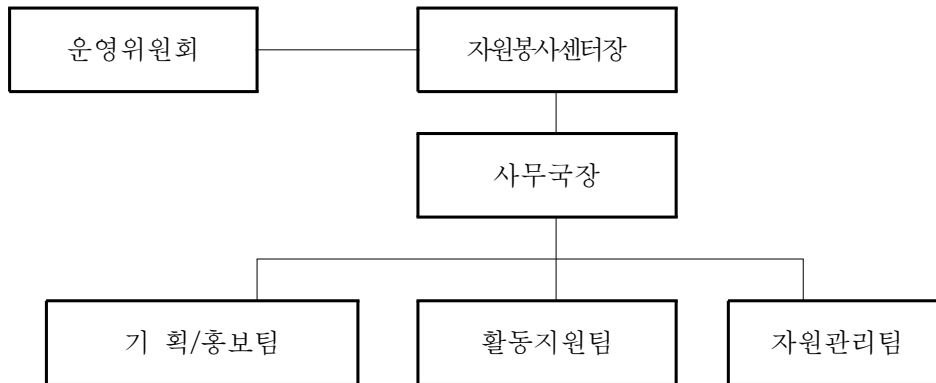 운영위원회
자원봉사센터장
사무국장
기 획/홍보팀
활동지원팀
자원관리팀